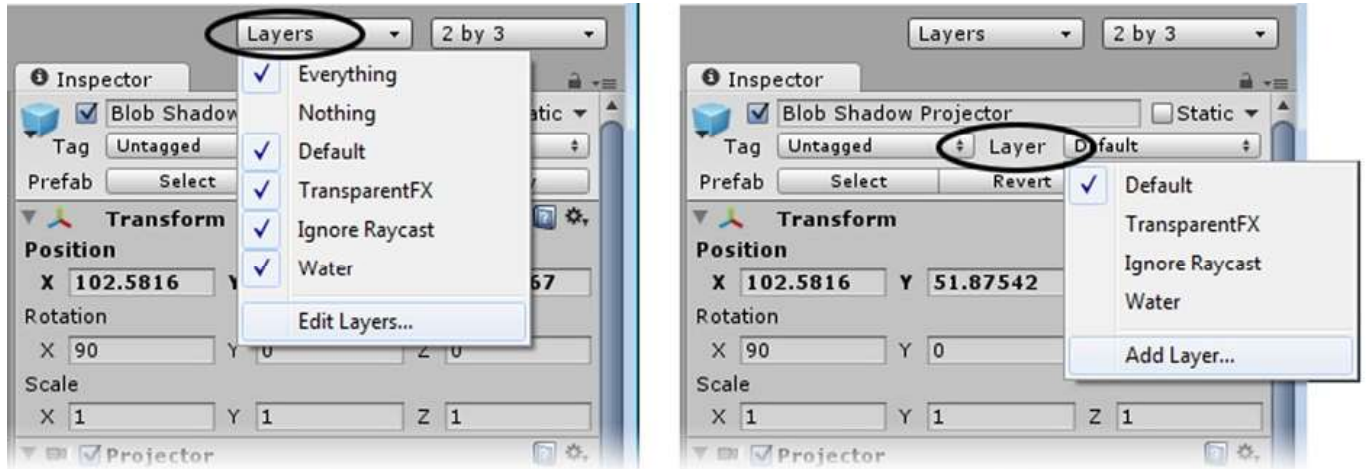 Layers 2 by 3
Inspector
Everything
Nothing
Default
TransparentFX
Ignore Raycast
Water
Edit Layers...
Blob Shadow atic
Tag Untagged
Prefab Select
Transform
Position
X 102.5816 Y 67
Rotation
X 90 Y 0 Z 0
Scale
X 1 Y 1 Z 1
Projector
Layers 2 by 3
Inspector
Blob Shadow Projector Static
Tag Untagged Layer Default
Prefab Select Revert
Default
TransparentFX
Ignore Raycast
Water
Add Layer...
Transform
Position
X 102.5816 Y 51.87542
Rotation
X 90 Y 0
Scale
X 1 Y 1 Z 1
Projector